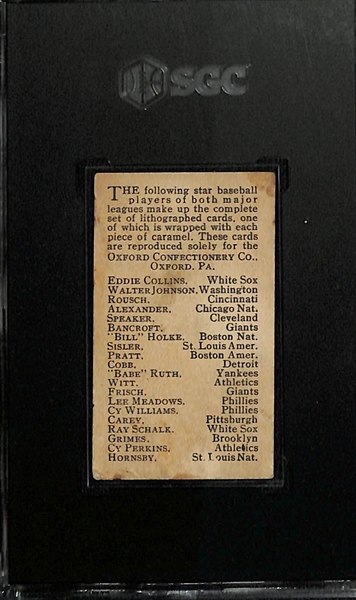 SGC
THE following star baseball
players of both major
leagues make up the complete
set of lithographed cards, one
of which is wrapped with each
piece of caramel. These cards
are reproduced solely for the
OXFORD CONFECTIONERY CO.,
OXFORD, PA.
EDDIE COLLINS, White Sox
WALTER JOHNSON, Washington
ROUSCH, Cincinnati
ALEXANDER, Chicago Nat.
SPEAKER, Cleveland
BANCROFT, Giants
"BILL" HOLKE, Boston Nat.
SISLER, St. Louis Amer.
PRATT, Boston Amer.
COBB, Detroit
"BABE" RUTH, Yankees
WITT, Athletics
FRISCH, Giants
LEE MEADOWS, Phillies
CY WILLIAMS, Phillies
CAREY, Pittsburgh
RAY SCHALK, White Sox
GRIMES, Brooklyn
CY PERKINS, Athletics
HORNSBY, St. Louis Nat.